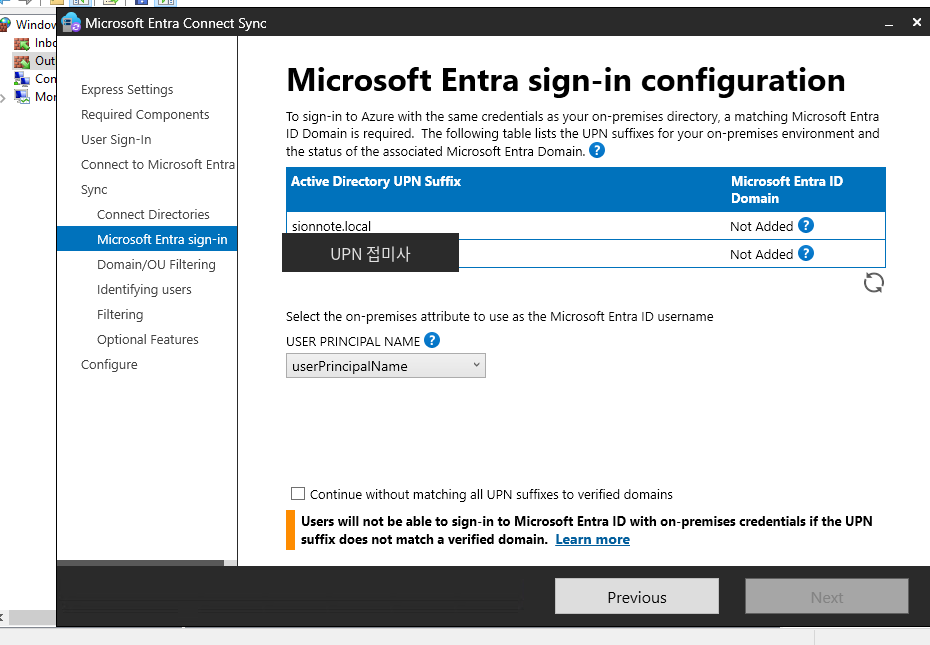 Microsoft Entra Connect Sync
Express Settings
Required Components
User Sign-In
Connect to Microsoft Entra
Sync
Connect Directories
Microsoft Entra sign-in
Domain/OU Filtering
Identifying users
Filtering
Optional Features
Configure
Microsoft Entra sign-in configuration
To sign-in to Azure with the same credentials as your on-premises directory, a matching Microsoft Entra
ID Domain is required. The following table lists the UPN suffixes for your on-premises environment and
the status of the associated Microsoft Entra Domain. ?
Active Directory UPN Suffix Microsoft Entra ID
Domain
sionnote.local Not Added ?
UPN 접미사 Not Added ?
Select the on-premises attribute to use as the Microsoft Entra ID username
USER PRINCIPAL NAME ?
userPrincipalName
Continue without matching all UPN suffixes to verified domains
Users will not be able to sign-in to Microsoft Entra ID with on-premises credentials if the UPN
suffix does not match a verified domain. Learn more
Previous Next